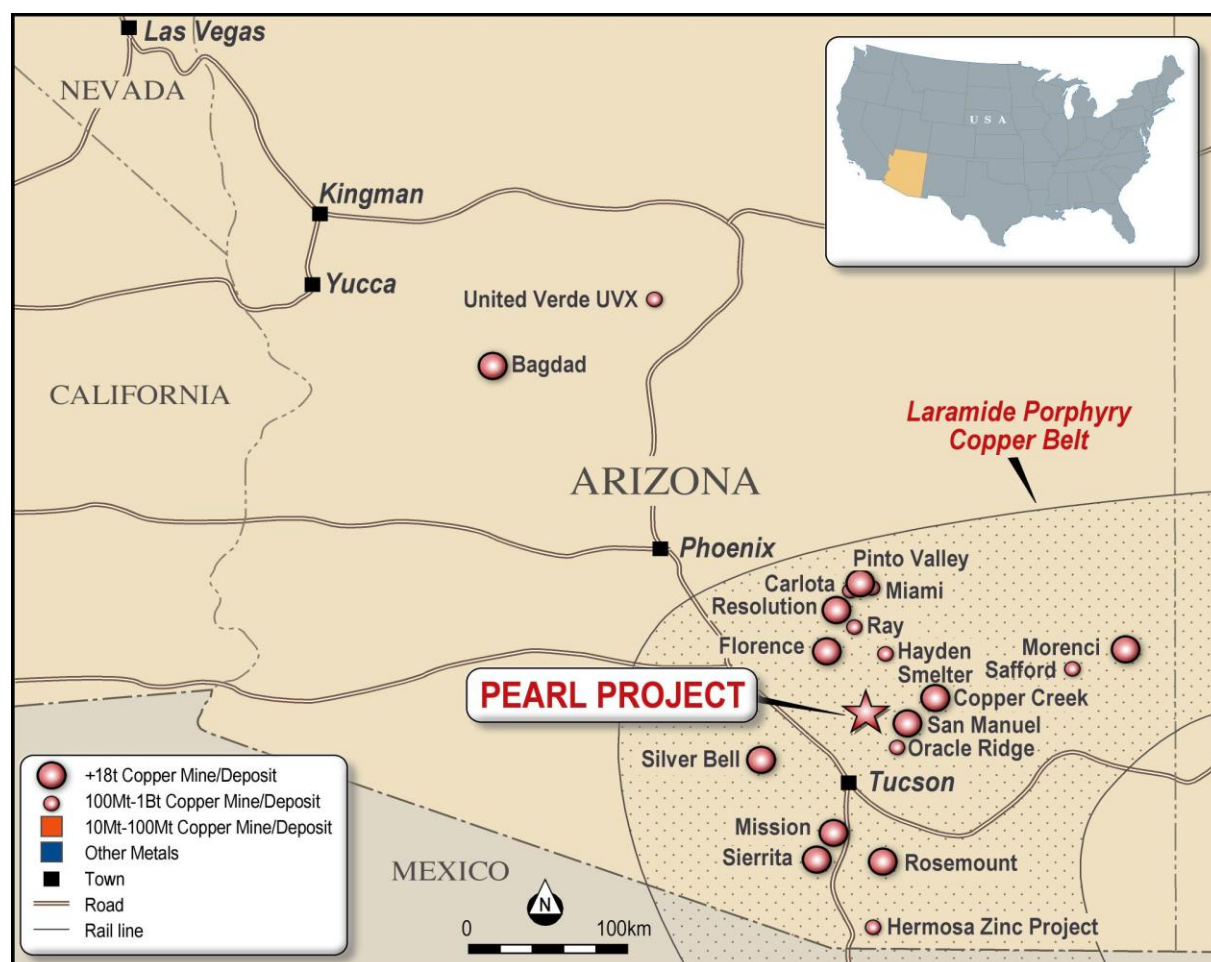 Las Vegas
NEVADA
USA
Kingman
Yucca
United Verde UVX
Bagdad
CALIFORNIA
Laramide Porphyry
Copper Belt
ARIZONA
Phoenix
Pinto Valley
Carlota
Miami
Resolution
Ray
Florence
Hayden
Smelter
Morenci
Safford
PEARL PROJECT
Copper Creek
San Manuel
Oracle Ridge
Silver Bell
Tucson
Mission
Sierrita
Rosemount
MEXICO
Hermosa Zinc Project
+18t Copper Mine/Deposit
100Mt-1Bt Copper Mine/Deposit
10Mt-100Mt Copper Mine/Deposit
Other Metals
Town
Road
Rail line
N
0 100km